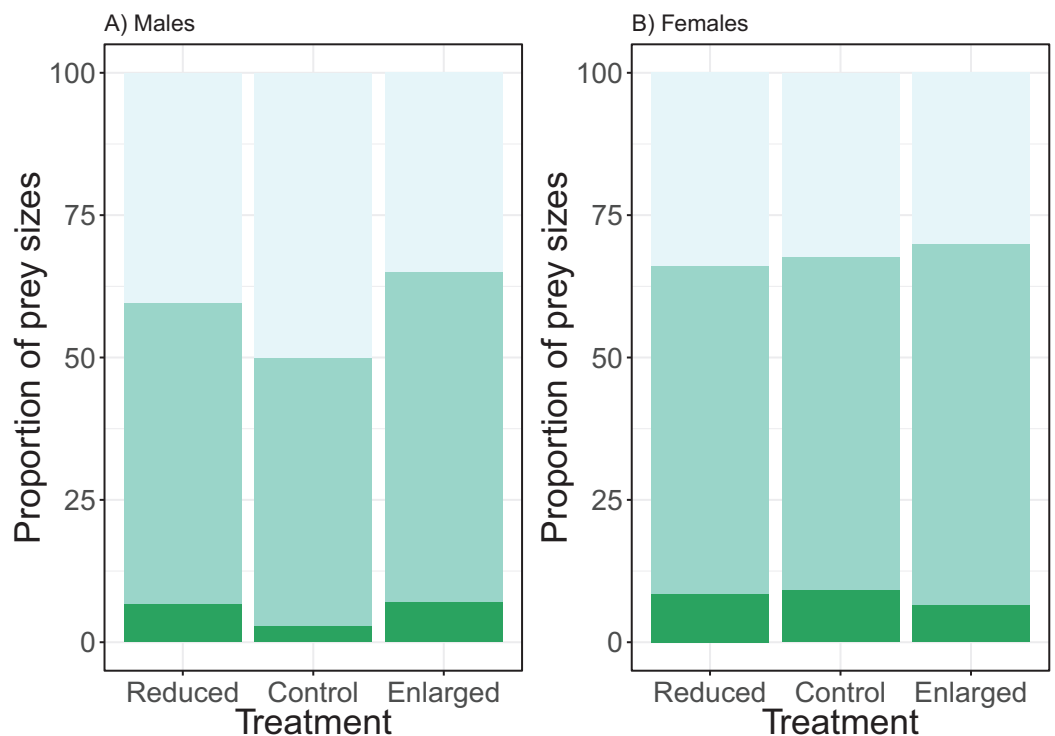 A) Males
100
75
50
25
0
Proportion of prey sizes
Reduced Control Enlarged
Treatment
B) Females
100
75
50
25
0
Proportion of prey sizes
Reduced Control Enlarged
Treatment